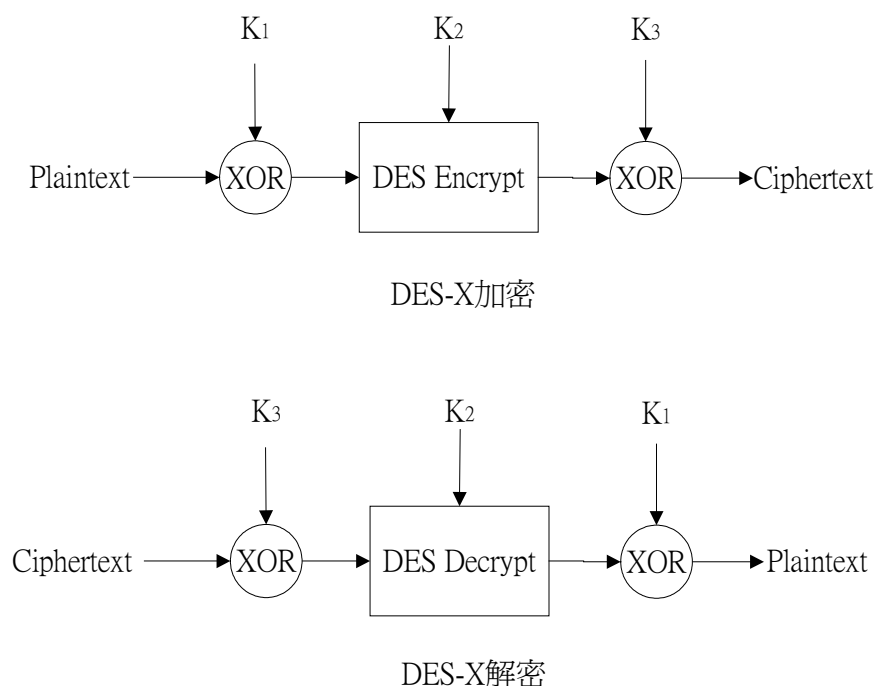 K1 K2 K3
Plaintext XOR DES Encrypt XOR Ciphertext
DES-X加密
K3 K2 K1
Ciphertext XOR DES Decrypt XOR Plaintext
DES-X解密